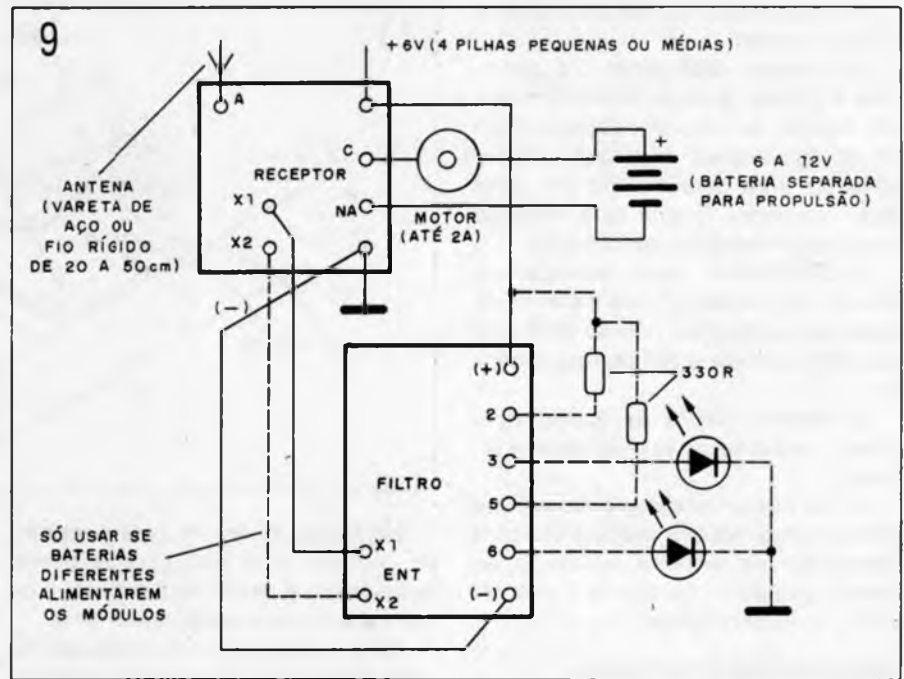 9
+6V (4 PILHAS PEQUENAS OU MÉDIAS)
A
C
RECEPTOR
X1
NA
X2
(-)
ANTENA
(VARETA DE
AÇO OU
FIO RÍGIDO
DE 20 A 50cm)
MOTOR
(ATÉ 2A)
+
6 A 12V
(BATERIA SEPARADA
PARA PROPULSÃO)
(+)
2
330R
3
FILTRO
5
X1
6
ENT
(-)
X2
SÓ USAR SE
BATERIAS
DIFERENTES
ALIMENTAREM
OS MÓDULOS